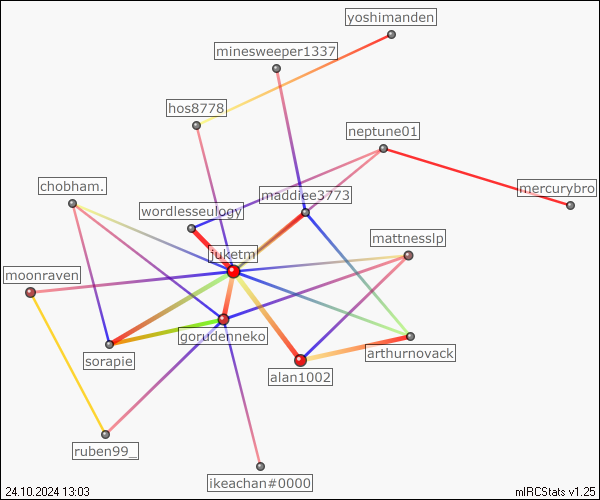 yoshimanden
minesweeper1337
hos8778
neptune01
chobham.
mercurybro
maddiee3773
wordlesseulogy
mattnesslp
juketm
moonraven
gorudenneko
sorapie
arthurnovack
alan1002
ruben99_
ikeachan#0000
24.10.2024 13:03
mIRCStats v1.25